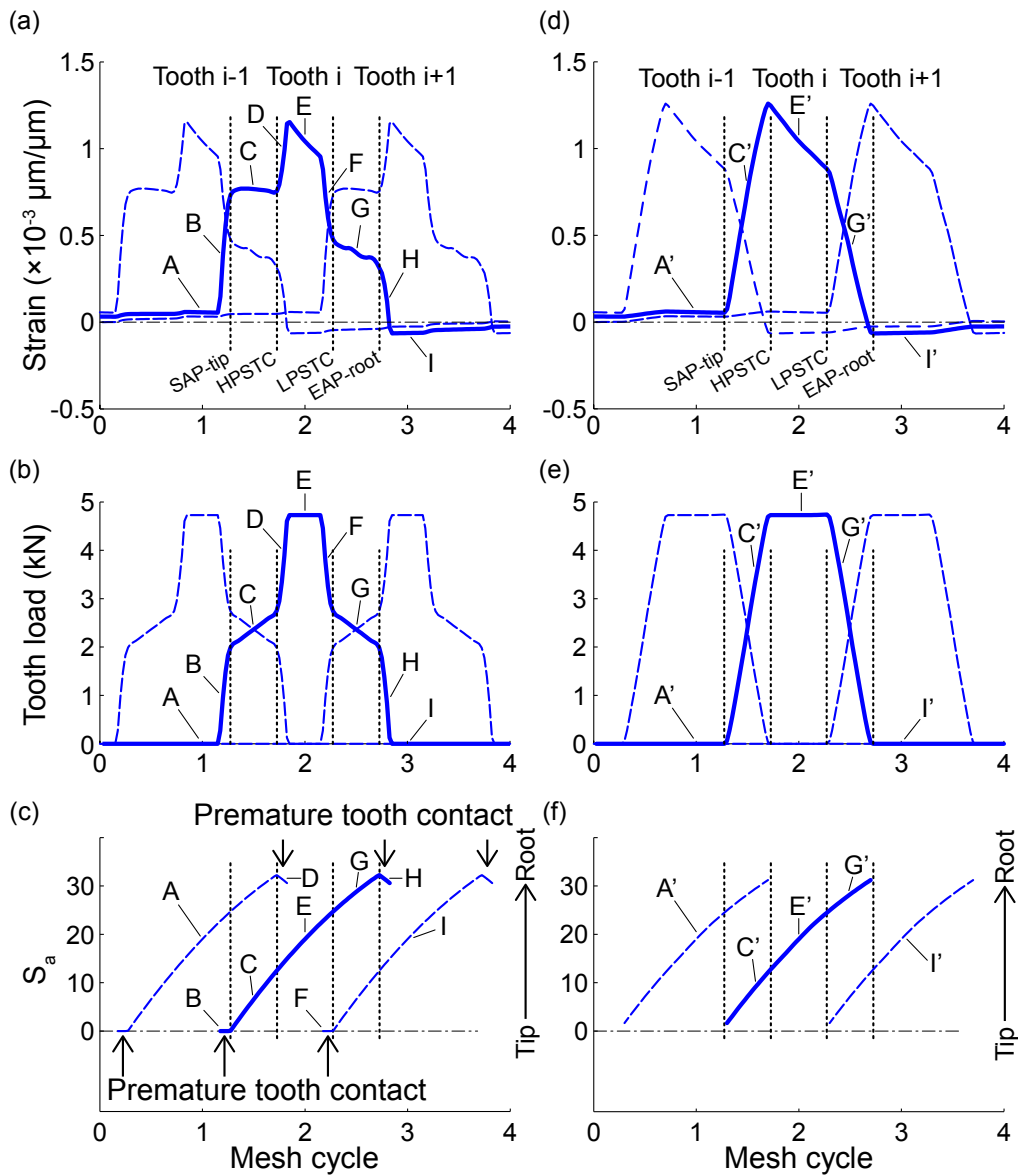 (a)
Tooth i-1 Tooth i Tooth i+1
Strain (×10⁻³ μm/μm)
1.5
1
0.5
0
-0.5
A
B
C
D
E
F
G
H
I
SAP-tip
HPSTC
LPSTC
EAP-root
0 1 2 3 4
(d)
Tooth i-1 Tooth i Tooth i+1
1.5
1
0.5
0
-0.5
A’
C’
E’
G’
I’
SAP-tip
HPSTC
LPSTC
EAP-root
0 1 2 3 4
(b)
Tooth load (kN)
5
4
3
2
1
0
A
B
C
D
E
F
G
H
I
0 1 2 3 4
(e)
5
4
3
2
1
0
A’
C’
E’
G’
I’
0 1 2 3 4
(c)
Premature tooth contact
Sₐ
30
20
10
0
A
D
G
H
E
I
C
B
F
Premature tooth contact
Tip
Root
0 1 2 3 4
Mesh cycle
(f)
30
20
10
0
A’
G’
E’
C’
I’
Tip
Root
0 1 2 3 4
Mesh cycle